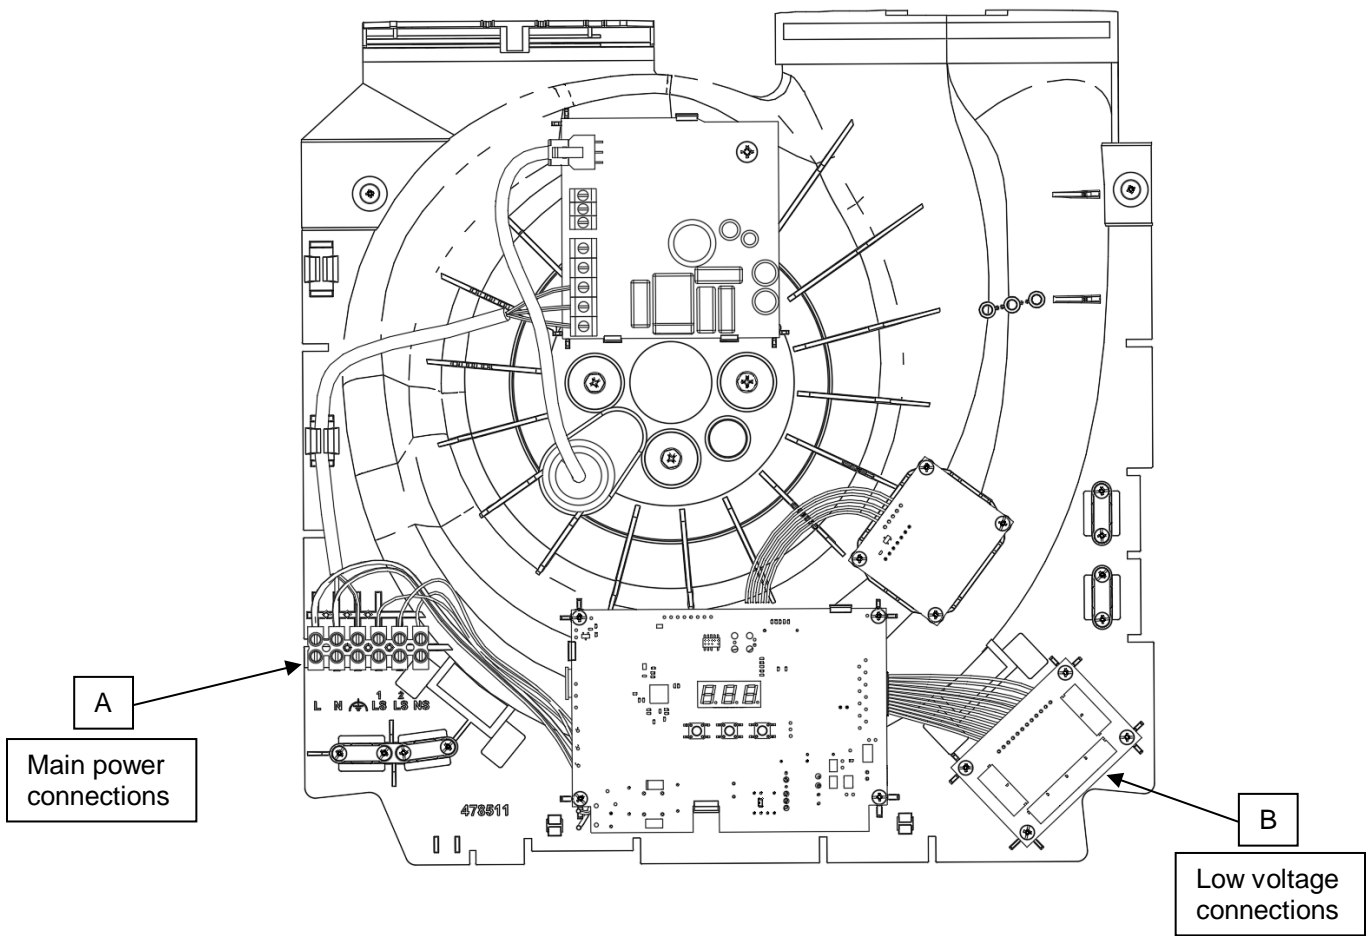 A
Main power
connections
L N 1 LS 2 LS NS
478511
B
Low voltage
connections